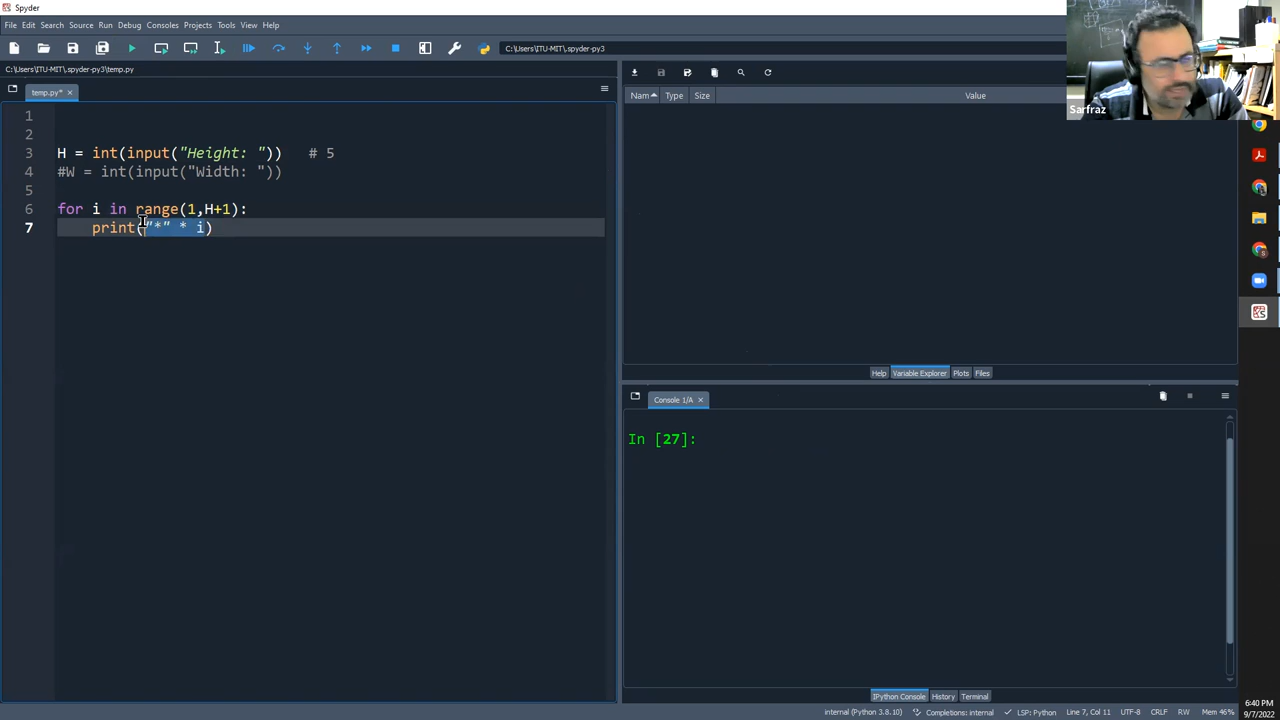 Spyder
File Edit Search Source Run Debug Consoles Projects Tools View Help
C:\Users\ITU-MIT\.spyder-py3
C:\Users\ITU-MIT\.spyder-py3\temp.py
temp.py*
1
2
3 H = int(input("Height: ")) # 5
4 #W = int(input("Width: "))
5
6 for i in range(1,H+1):
7 print("*" * i)
Nam Type Size Value
Help Variable Explorer Plots Files
Console 1/A
In [27]:
IPython Console History Terminal
internal (Python 3.8.10) Completions: internal LSP: Python Line 7, Col 11 UTF-8 CRLF RW Mem 46%
Sarfraz
6:40 PM
9/7/2022